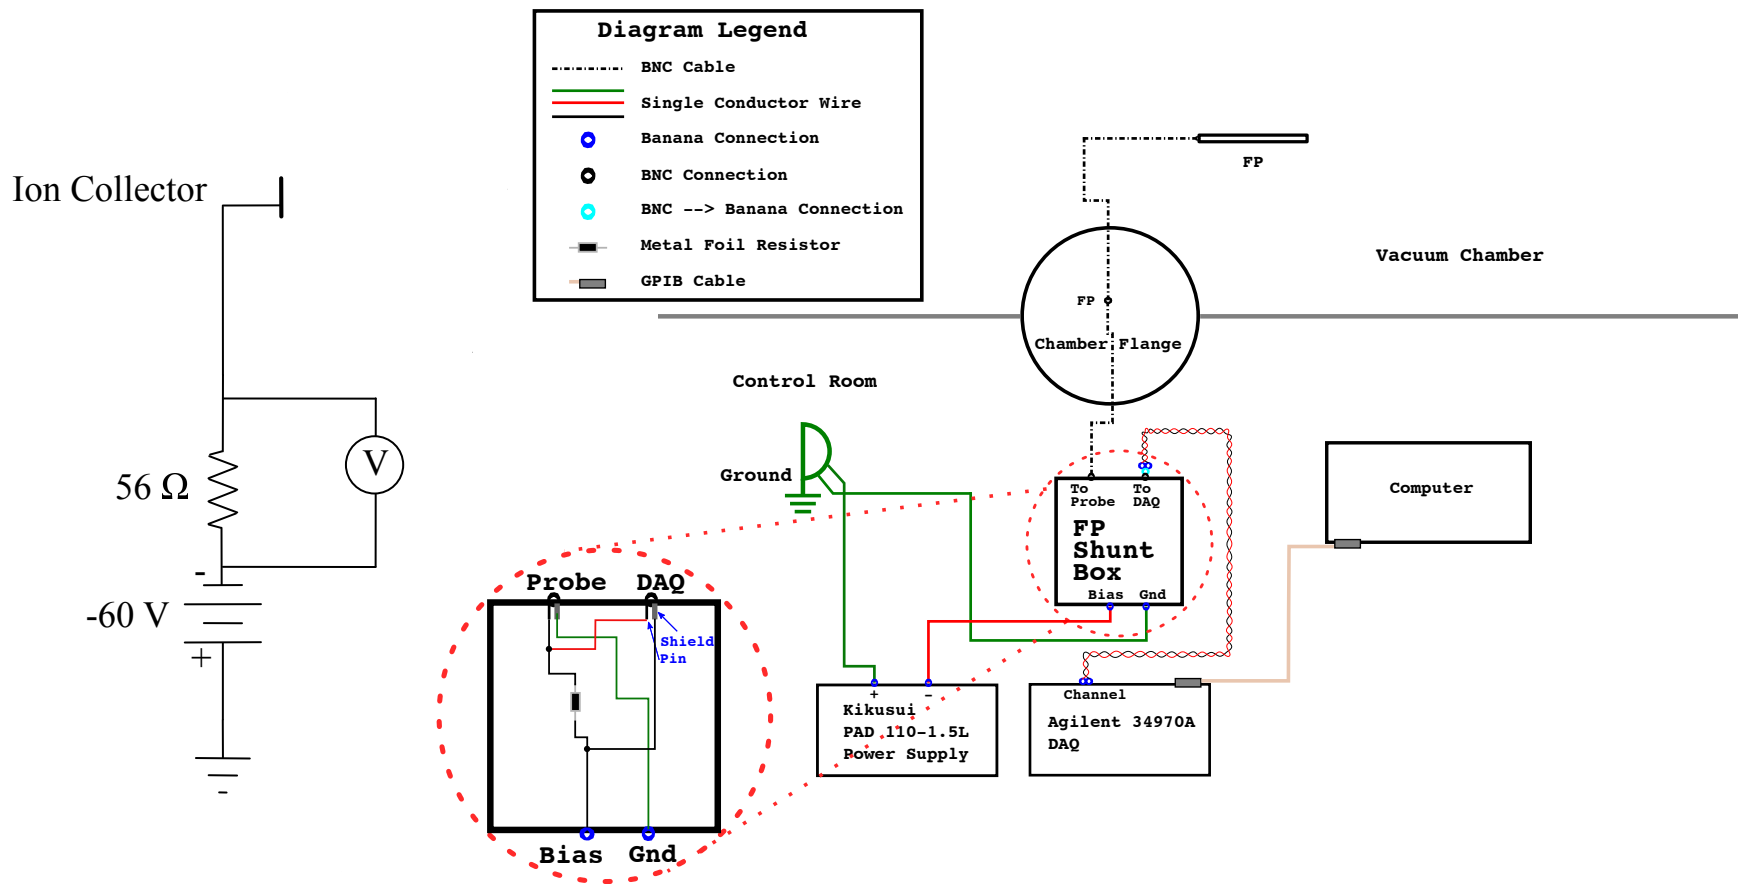 Diagram Legend
BNC Cable
Single Conductor Wire
Banana Connection
BNC Connection
BNC --> Banana Connection
Metal Foil Resistor
GPIB Cable
Ion Collector
56 Ω
V
-
-60 V
+
FP
Vacuum Chamber
FP
Chamber Flange
Control Room
Ground
To Probe
To DAQ
FP
Shunt
Box
Bias Gnd
Computer
Probe DAQ
Shield
Pin
Bias Gnd
+ -
Kikusui
PAD 110-1.5L
Power Supply
Channel
Agilent 34970A
DAQ